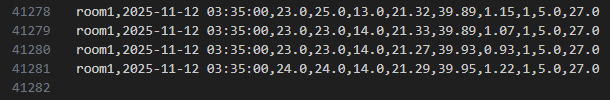 41278 room1,2025-11-12 03:35:00,23.0,25.0,13.0,21.32,39.89,1.15,1,5.0,27.0
41279 room1,2025-11-12 03:35:00,23.0,23.0,14.0,21.33,39.89,1.07,1,5.0,27.0
41280 room1,2025-11-12 03:35:00,23.0,23.0,14.0,21.27,39.93,0.93,1,5.0,27.0
41281 room1,2025-11-12 03:35:00,24.0,24.0,14.0,21.29,39.95,1.22,1,5.0,27.0
41282